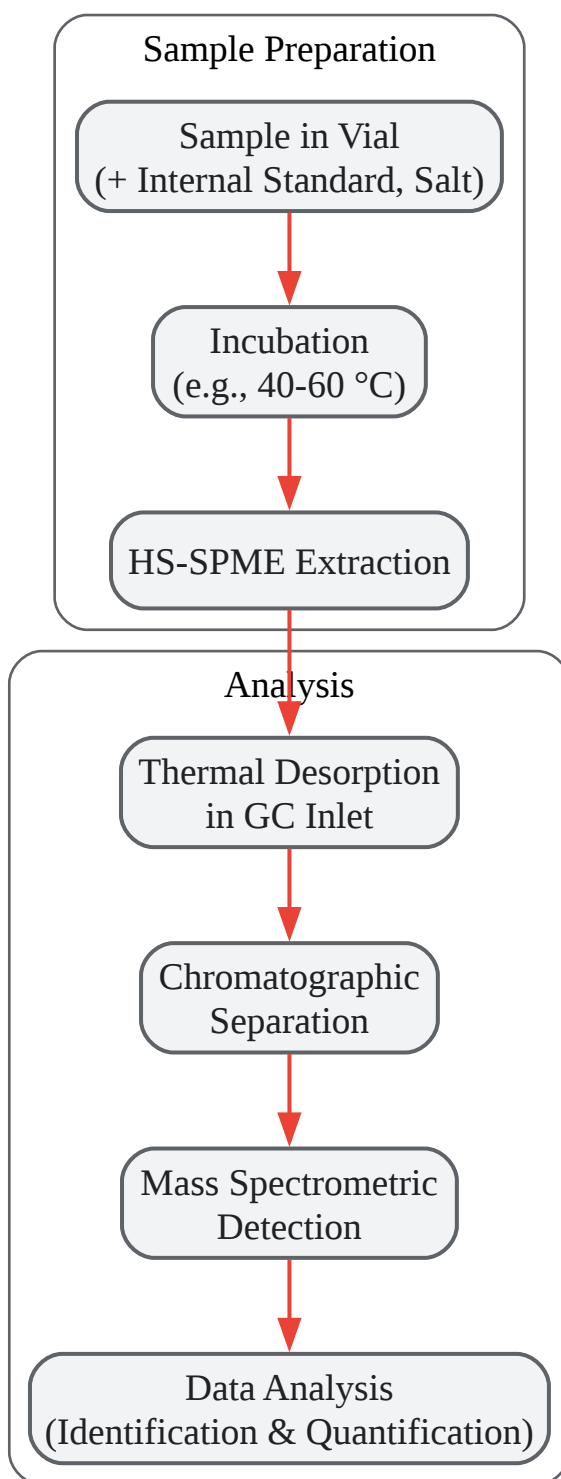 Sample Preparation
Sample in Vial
(+ Internal Standard, Salt)
Incubation
(e.g., 40-60 °C)
HS-SPME Extraction
Analysis
Thermal Desorption
in GC Inlet
Chromatographic
Separation
Mass Spectrometric
Detection
Data Analysis
(Identification & Quantification)